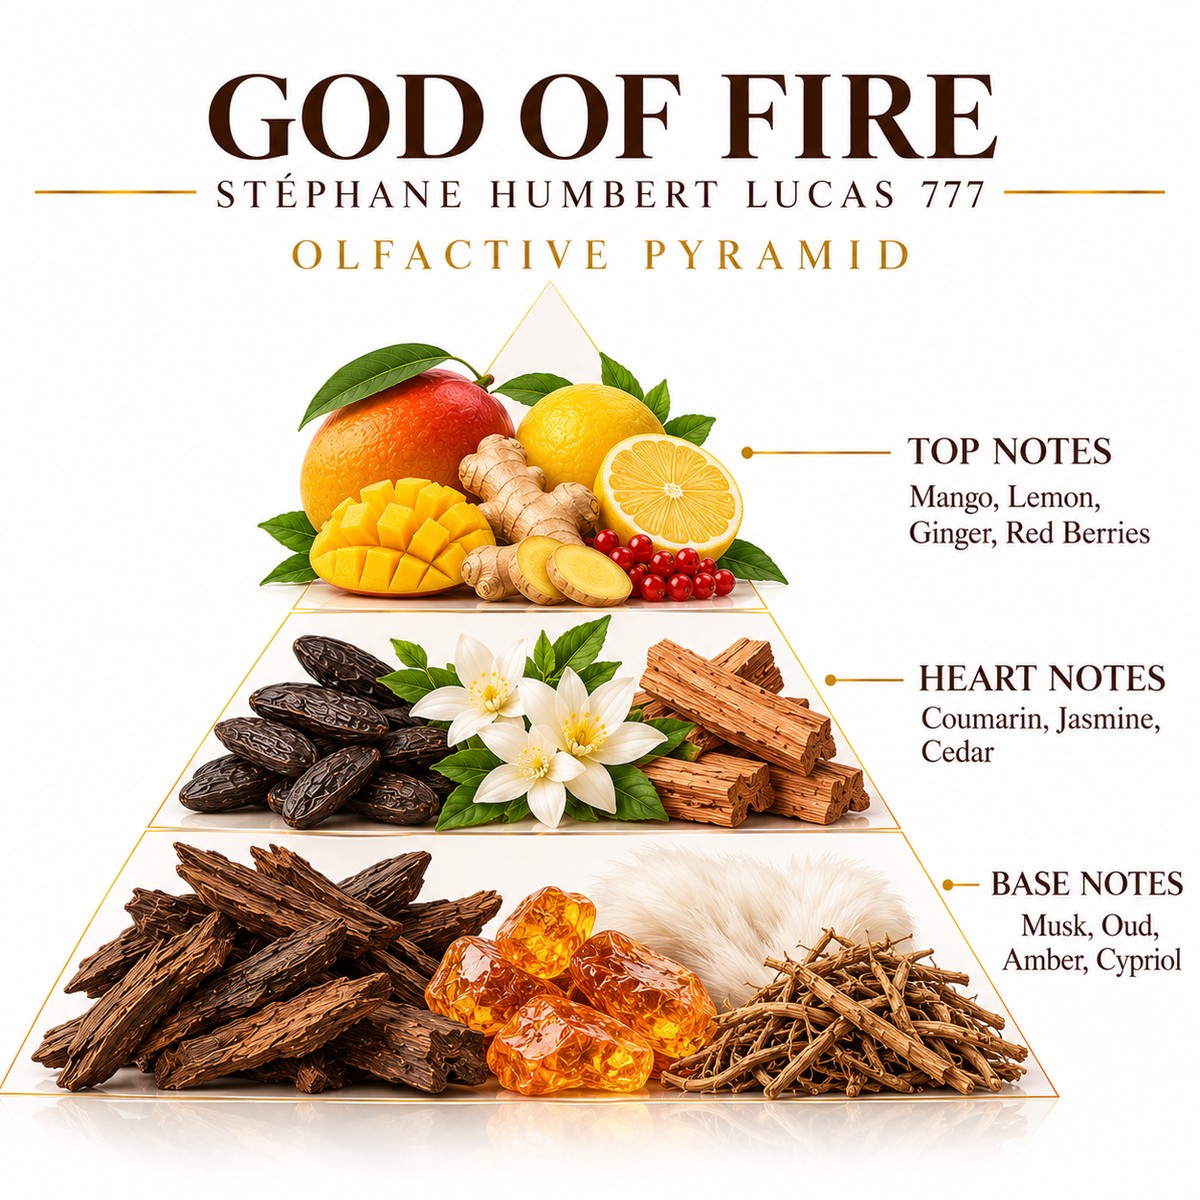 GOD OF FIRE
STÉPHANE HUMBERT LUCAS 777
OLFACTIVE PYRAMID
TOP NOTES
Mango, Lemon,
Ginger, Red Berries
HEART NOTES
Coumarin, Jasmine,
Cedar
BASE NOTES
Musk, Oud,
Amber, Cypriol